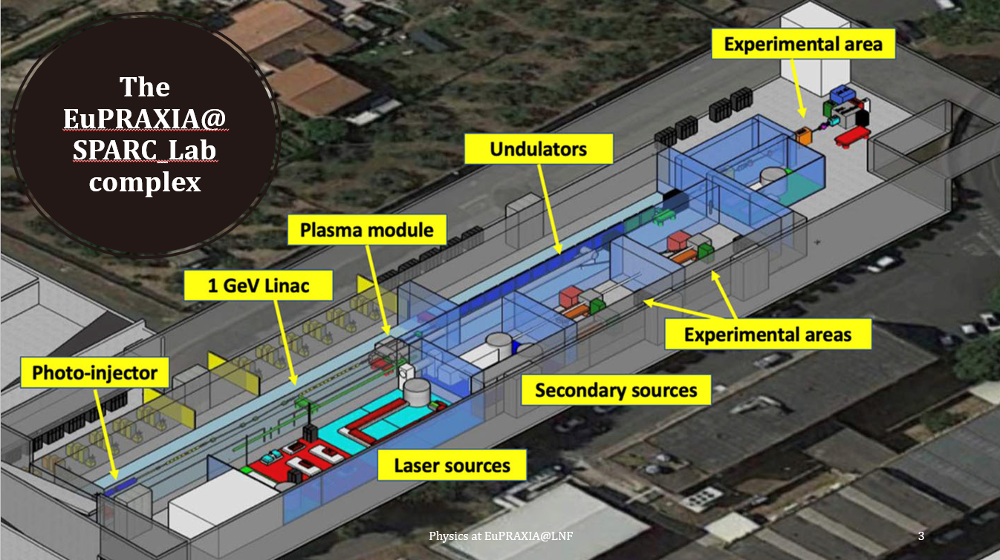 The
EuPRAXIA@
SPARC_Lab
complex
Experimental area
Undulators
Plasma module
1 GeV Linac
Photo-injector
Experimental areas
Secondary sources
Laser sources
Physics at EuPRAXIA@LNF
3